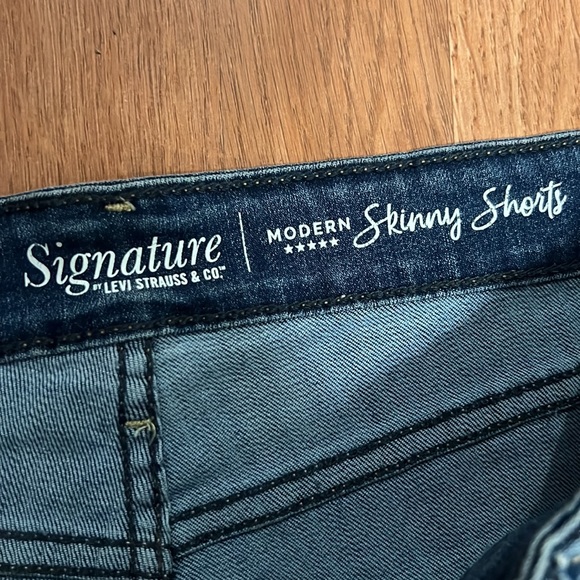 Signature
BY LEVI STRAUSS & CO.™
MODERN
★★★★★
Skinny Shorts